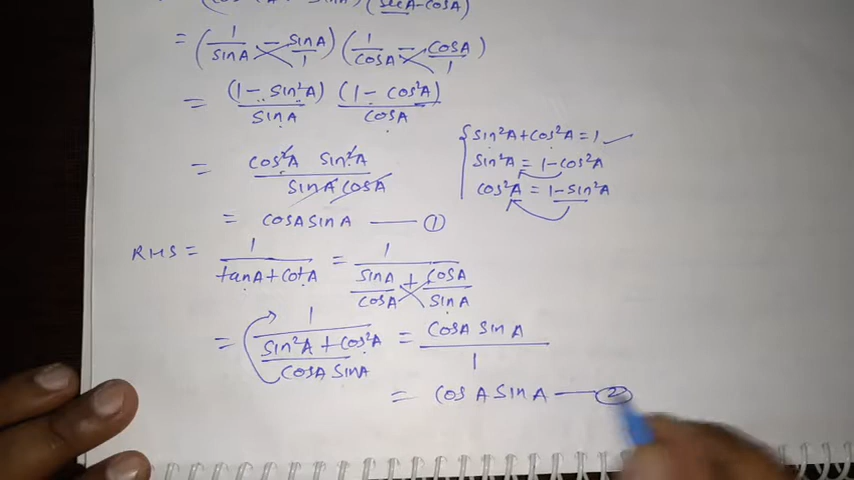 (secA-cosA)
= (1/sinA - sinA/1) (1/cosA - cosA/1)
= (1 - sin²A)/sinA (1 - cos²A)/cosA
= cos²A sin²A / sinA cosA
{sin²A + cos²A = 1
sin²A = 1-cos²A
cos²A = 1-sin²A
= cosA sinA — ①
RHS = 1/(tanA+cotA) = 1/(sinA/cosA + cosA/sinA)
= 1/((sin²A + cos²A)/(cosA sinA)) = cosA sinA / 1
= cosA sinA — ②